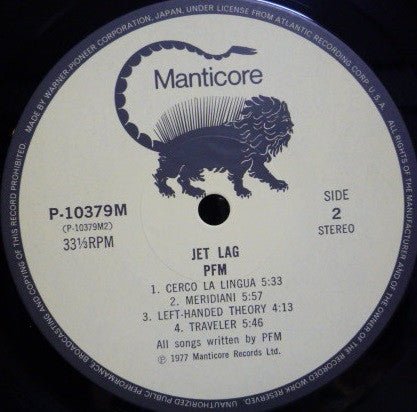 MADE BY WARNER-PIONEER CORPORATION, JAPAN, UNDER LICENSE FROM ATLANTIC RECORDING CORP. U.S.A.
ALL RIGHTS OF THE MANUFACTURER AND OF THE OWNER OF THE RECORDED WORK RESERVED.
UNAUTHORIZED PUBLIC PERFORMANCE BROADCASTING AND COPYING OF THIS RECORD PROHIBITED.
Manticore
P-10379M
(P-10379M2)
33⅓RPM
SIDE
2
STEREO
JET LAG
PFM
1. CERCO LA LINGUA 5:33
2. MERIDIANI 5:57
3. LEFT-HANDED THEORY 4:13
4. TRAVELER 5:46
All songs written by PFM
℗ 1977 Manticore Records Ltd.